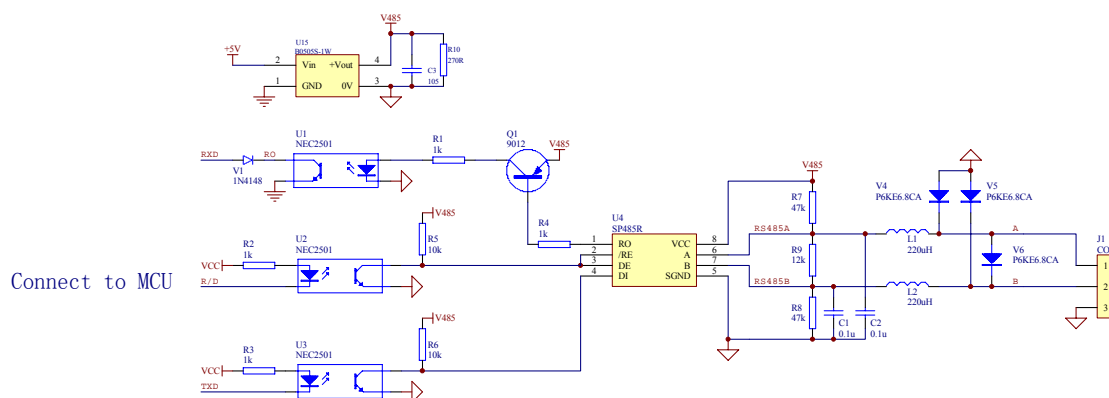 V485
U15
B0505S-1W
+5V
2
Vin
+Vout
4
1
GND
0V
3
C3
105
R10
270R
U1
NEC2501
RXD
RO
V1
1N4148
R1
1k
Q1
9012
V485
R4
1k
U2
NEC2501
R2
1k
VCC
R/D
V485
R5
10k
Connect to MCU
U3
NEC2501
R3
1k
VCC
TXD
V485
R6
10k
U4
SP485R
1
RO
VCC
8
2
/RE
A
6
3
DE
B
7
4
DI
SGND
5
V485
R7
47k
RS485A
R9
12k
RS485B
R8
47k
C1
0.1u
C2
0.1u
V4
P6KE6.8CA
V5
P6KE6.8CA
L1
220uH
A
V6
P6KE6.8CA
L2
220uH
B
J1
CO
1
2
3